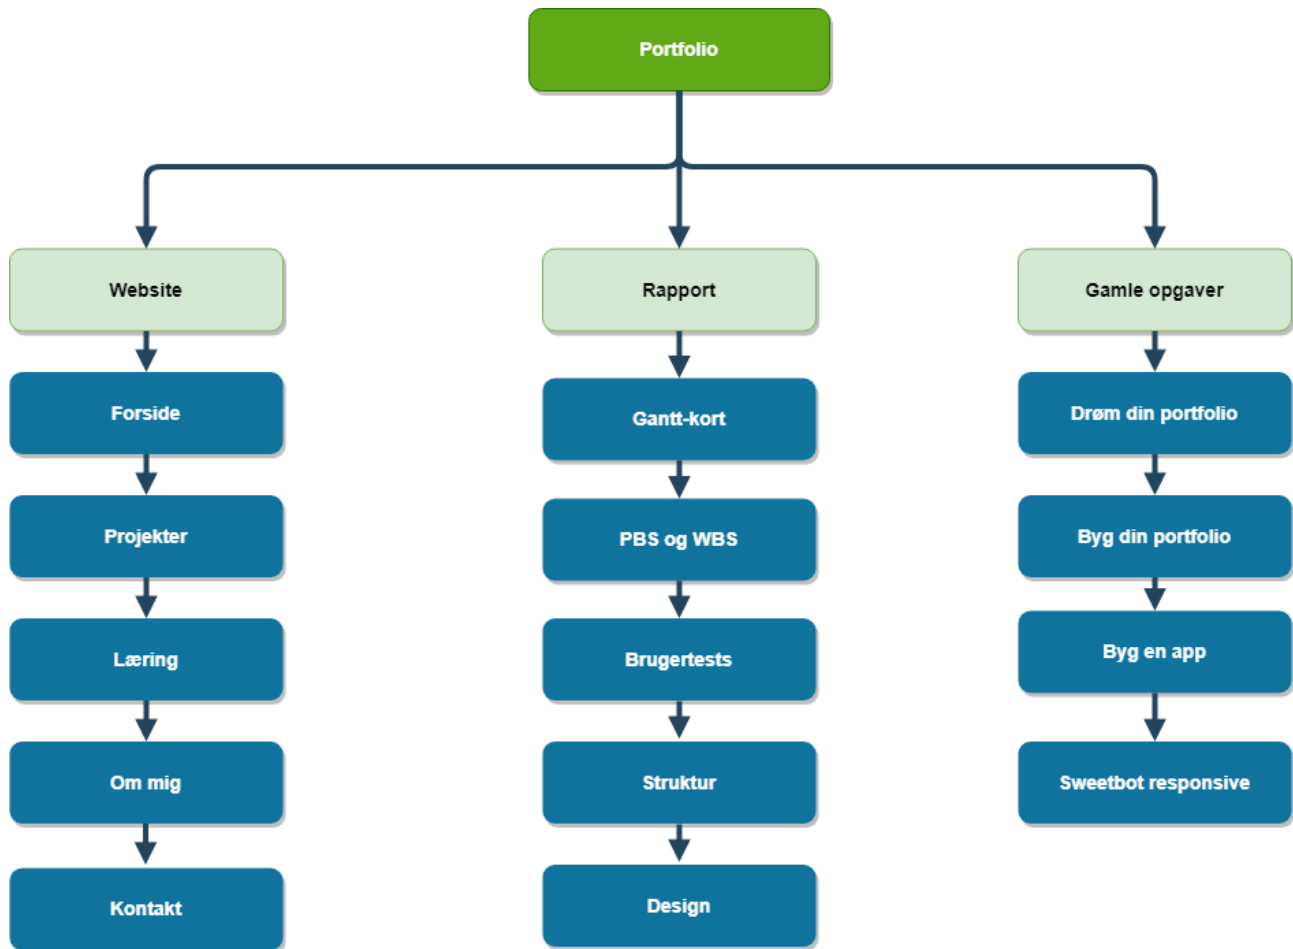 Portfolio
Website
Rapport
Gamle opgaver
Forside
Gantt-kort
Drøm din portfolio
Projekter
PBS og WBS
Byg din portfolio
Læring
Brugertests
Byg en app
Om mig
Struktur
Sweetbot responsive
Kontakt
Design